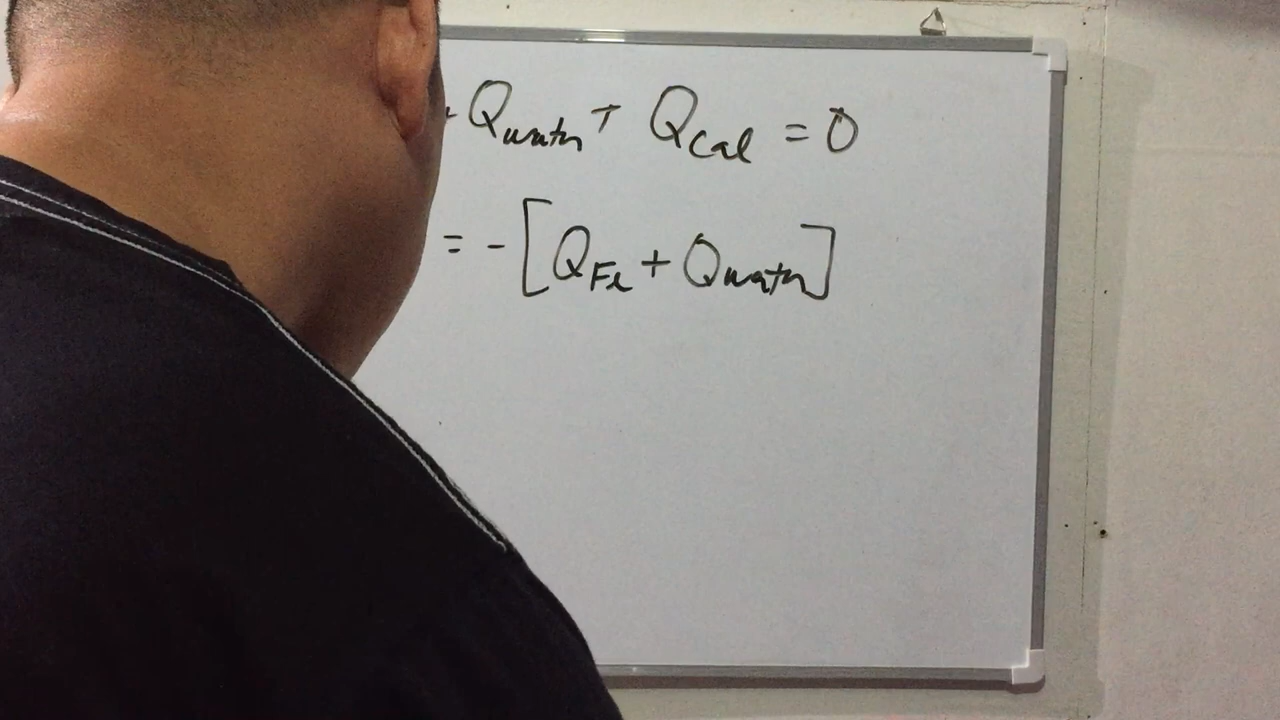 + Qwater + Qcal = 0
= - [QFe + Qwater]